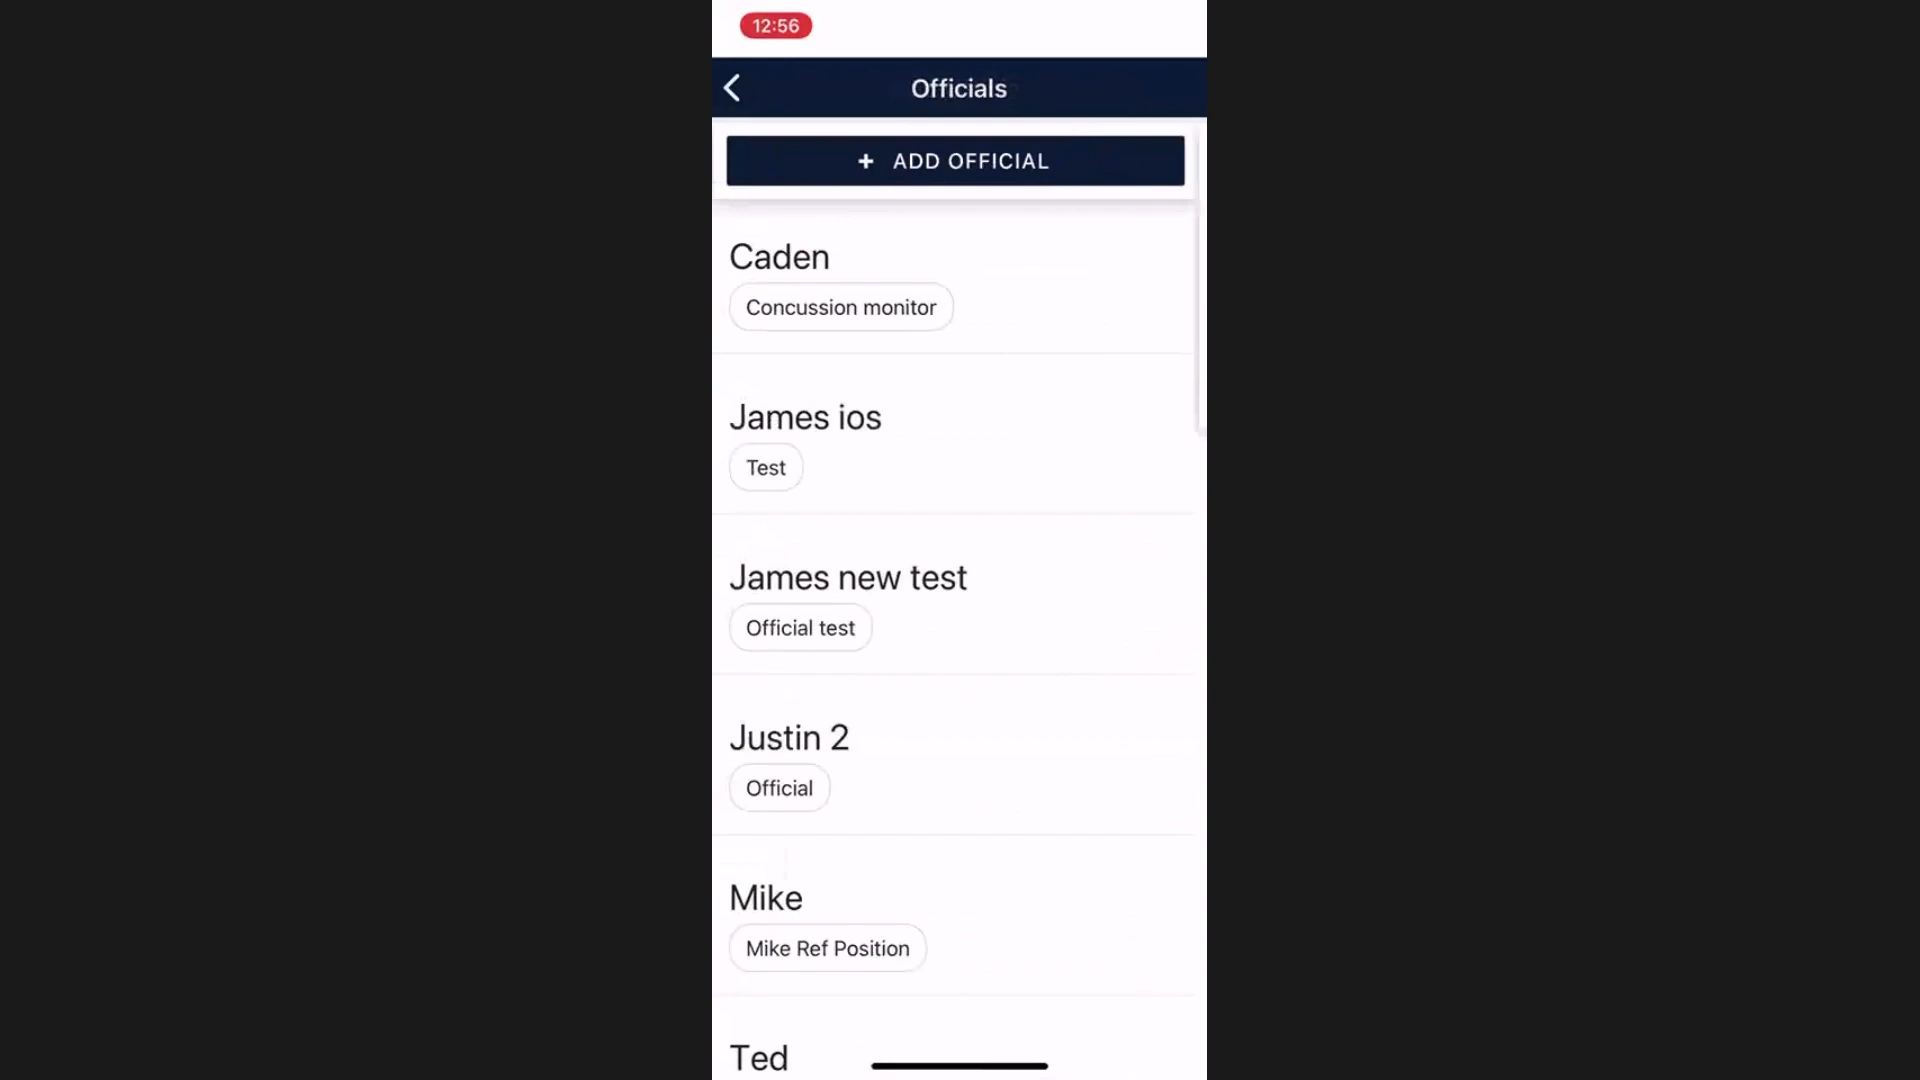 12:56
Officials
+ ADD OFFICIAL
Caden
Concussion monitor
James ios
Test
James new test
Official test
Justin 2
Official
Mike
Mike Ref Position
Ted